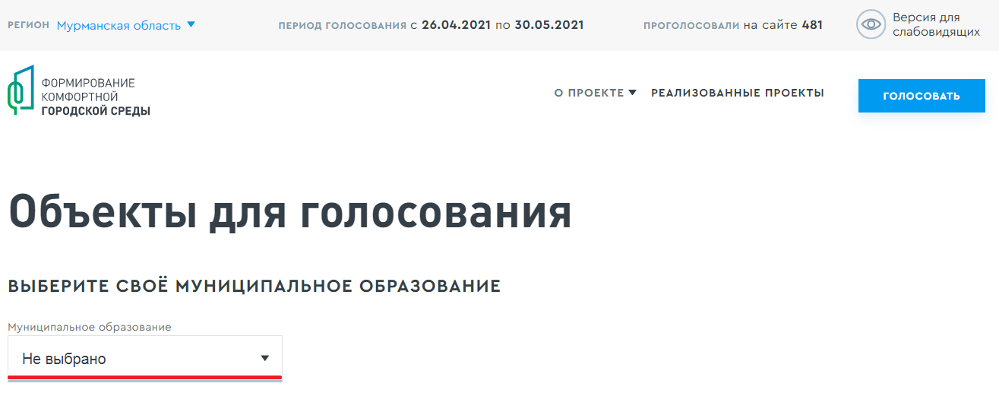 РЕГИОН Мурманская область
ПЕРИОД ГОЛОСОВАНИЯ с 26.04.2021 по 30.05.2021
ПРОГОЛОСОВАЛИ на сайте 481
Версия для
слабовидящих
ФОРМИРОВАНИЕ
КОМФОРТНОЙ
ГОРОДСКОЙ СРЕДЫ
О ПРОЕКТЕ
РЕАЛИЗОВАННЫЕ ПРОЕКТЫ
ГОЛОСОВАТЬ
Объекты для голосования
ВЫБЕРИТЕ СВОЁ МУНИЦИПАЛЬНОЕ ОБРАЗОВАНИЕ
Муниципальное образование
Не выбрано